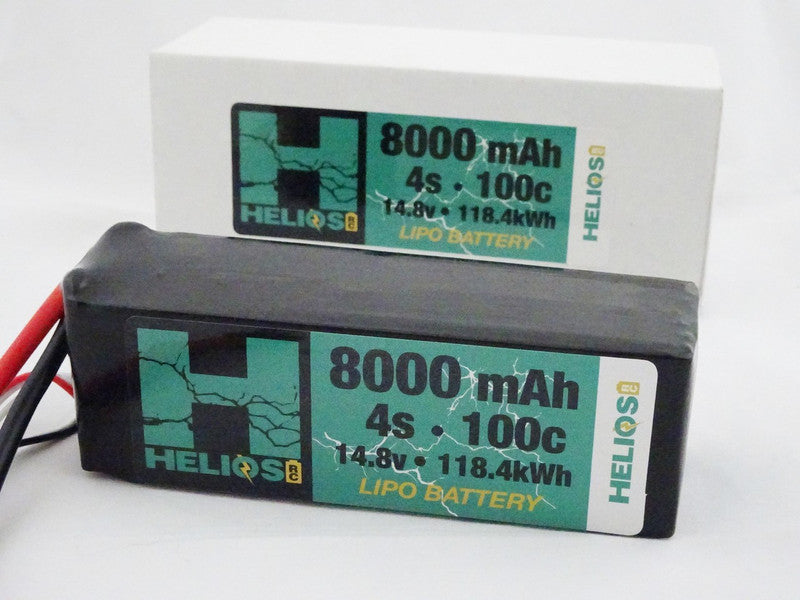 H
HELIOS RC
8000 mAh
4s • 100c
14.8v • 118.4kWh
LIPO BATTERY
HELIOS RC
H
HELIOS RC
8000 mAh
4s • 100c
14.8v • 118.4kWh
LIPO BATTERY
HELIOS RC